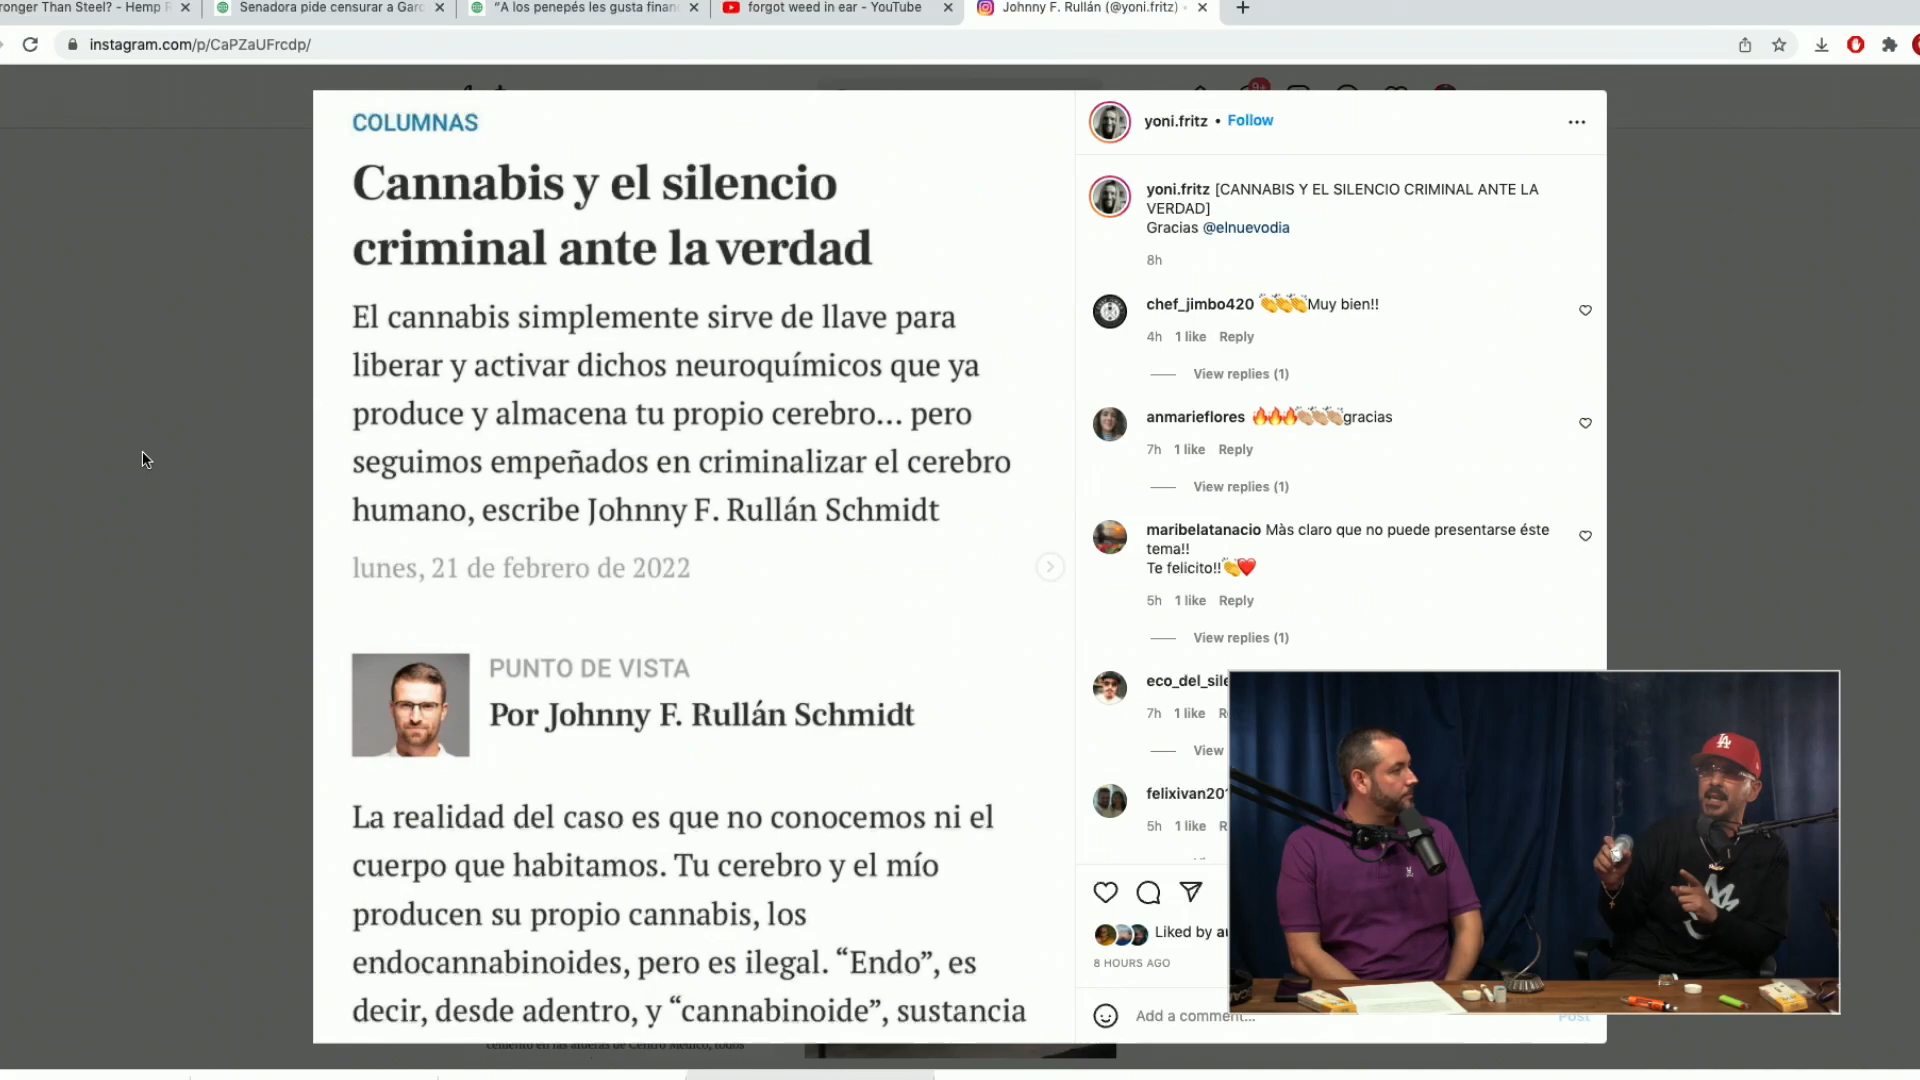 onger Than Steel? - Hemp
Senadora pide censurar a Gar
"A los penepés les gusta finan
forgot weed in ear - YouTube
Johnny F. Rullán (@yoni.fritz) •
instagram.com/p/CaPZaUFrcdp/
COLUMNAS
Cannabis y el silencio
criminal ante la verdad
El cannabis simplemente sirve de llave para
liberar y activar dichos neuroquímicos que ya
produce y almacena tu propio cerebro... pero
seguimos empeñados en criminalizar el cerebro
humano, escribe Johnny F. Rullán Schmidt
lunes, 21 de febrero de 2022
PUNTO DE VISTA
Por Johnny F. Rullán Schmidt
La realidad del caso es que no conocemos ni el
cuerpo que habitamos. Tu cerebro y el mío
producen su propio cannabis, los
endocannabinoides, pero es ilegal. “Endo”, es
decir, desde adentro, y “cannabinoide”, sustancia
yoni.fritz • Follow
yoni.fritz [CANNABIS Y EL SILENCIO CRIMINAL ANTE LA
VERDAD]
Gracias @elnuevodia
8h
chef_jimbo420 👏👏👏Muy bien!!
4h 1 like Reply
View replies (1)
anmarieflores 🔥🔥🔥👏🏼👏🏼👏🏼gracias
7h 1 like Reply
View replies (1)
maribelatanacio Màs claro que no puede presentarse éste
tema!!
Te felicito!!👏❤️
5h 1 like Reply
View replies (1)
eco_del_sile
7h 1 like R
View
felixivan20
5h 1 like R
Liked by au
8 HOURS AGO
Add a comment...
Post
LA